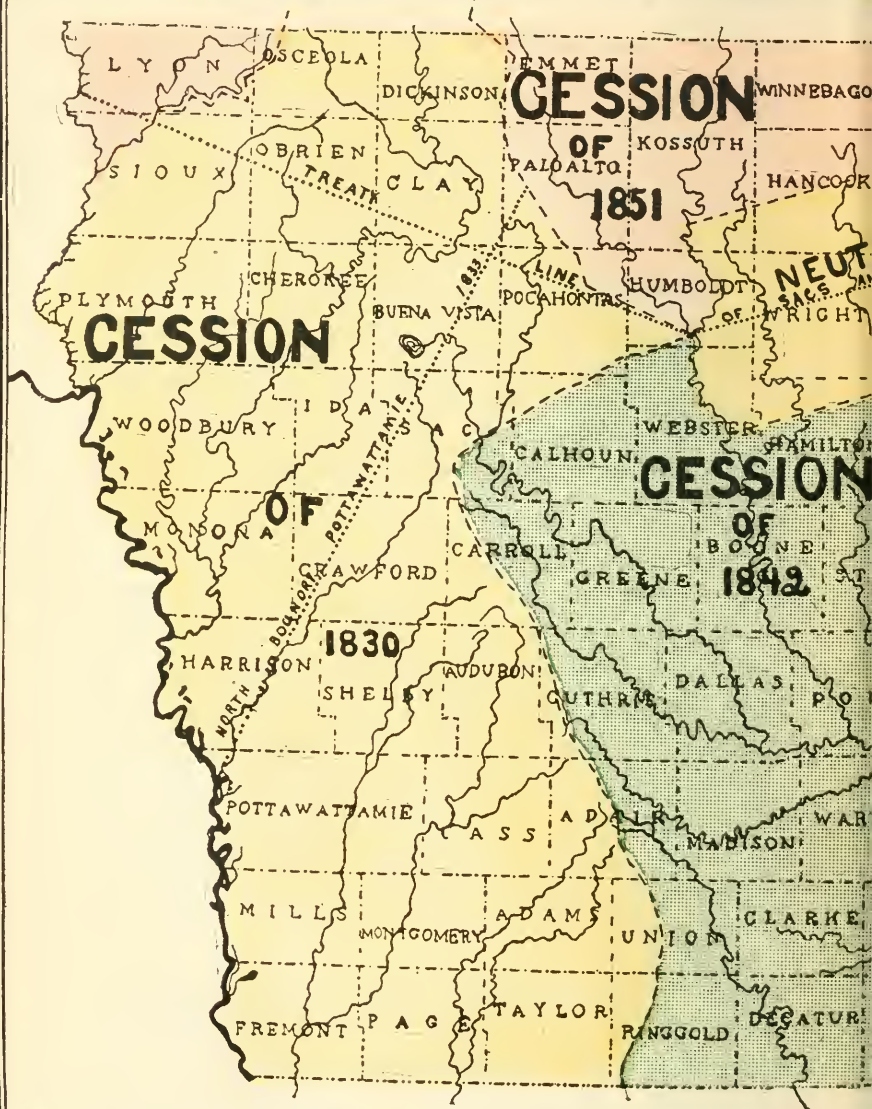 LYON
OSCEOLA
DICKINSON
EMMET
CESSION
OF
1851
WINNEBAGO
KOSSUTH
PALOALTO
HANCOCK
SIOUX
OBRIEN
CLAY
TREATY
LINE
1833
CHEROKEE
BUENA VISTA
POCAHONTAS
HUMBOLDT
NEUT
SACS
AN
OF
WRIGHT
PLYMOUTH
CESSION
OF
1830
WOODBURY
IDA
SAC
CALHOUN
WEBSTER
HAMILTON
CESSION
OF
1842
MONONA
CRAWFORD
CARROLL
GREENE
BOONE
ST
NORTH
POTTAWATTAMIE
HARRISON
SHELBY
AUDUBON
GUTHRIE
DALLAS
POL
POTTAWATTAMIE
CASS
ADAIR
MADISON
WAR
MILLS
MONTGOMERY
ADAMS
UNION
CLARKE
FREMONT
PAGE
TAYLOR
RINGGOLD
DECATUR